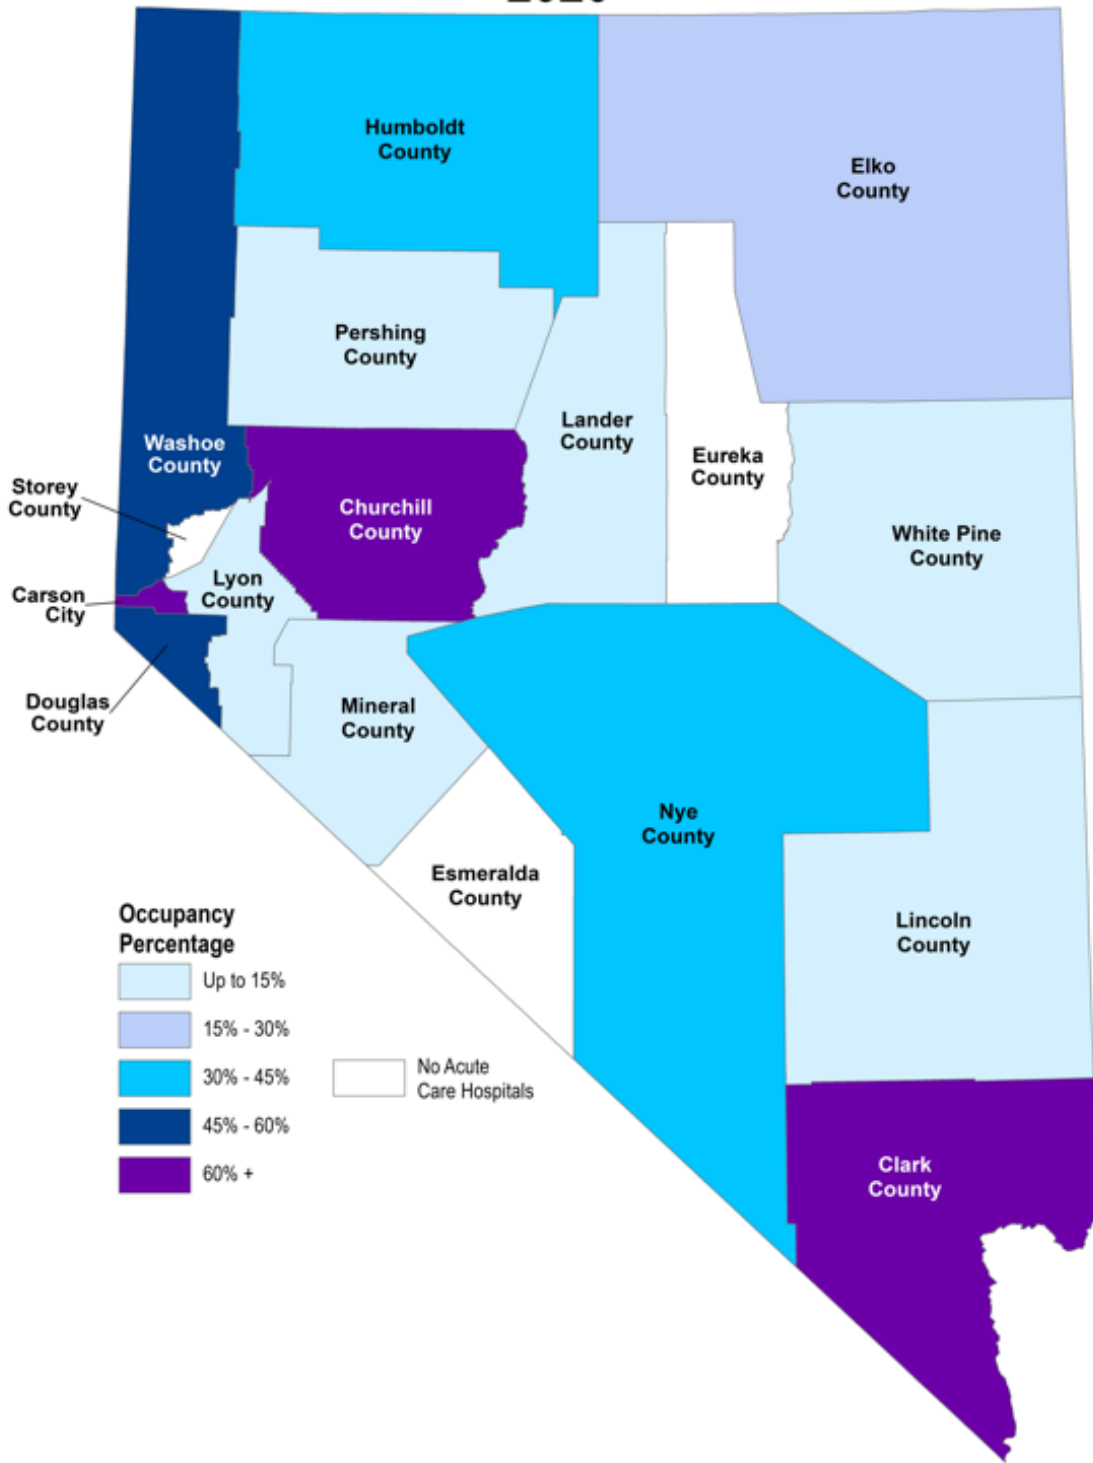 Humboldt
County
Elko
County
Pershing
County
Lander
County
Washoe
County
Eureka
County
Storey
County
Churchill
County
White Pine
County
Lyon
County
Carson
City
Douglas
County
Mineral
County
Nye
County
Esmeralda
County
Lincoln
County
Occupancy
Percentage
Up to 15%
15% - 30%
30% - 45%
45% - 60%
60% +
No Acute
Care Hospitals
Clark
County